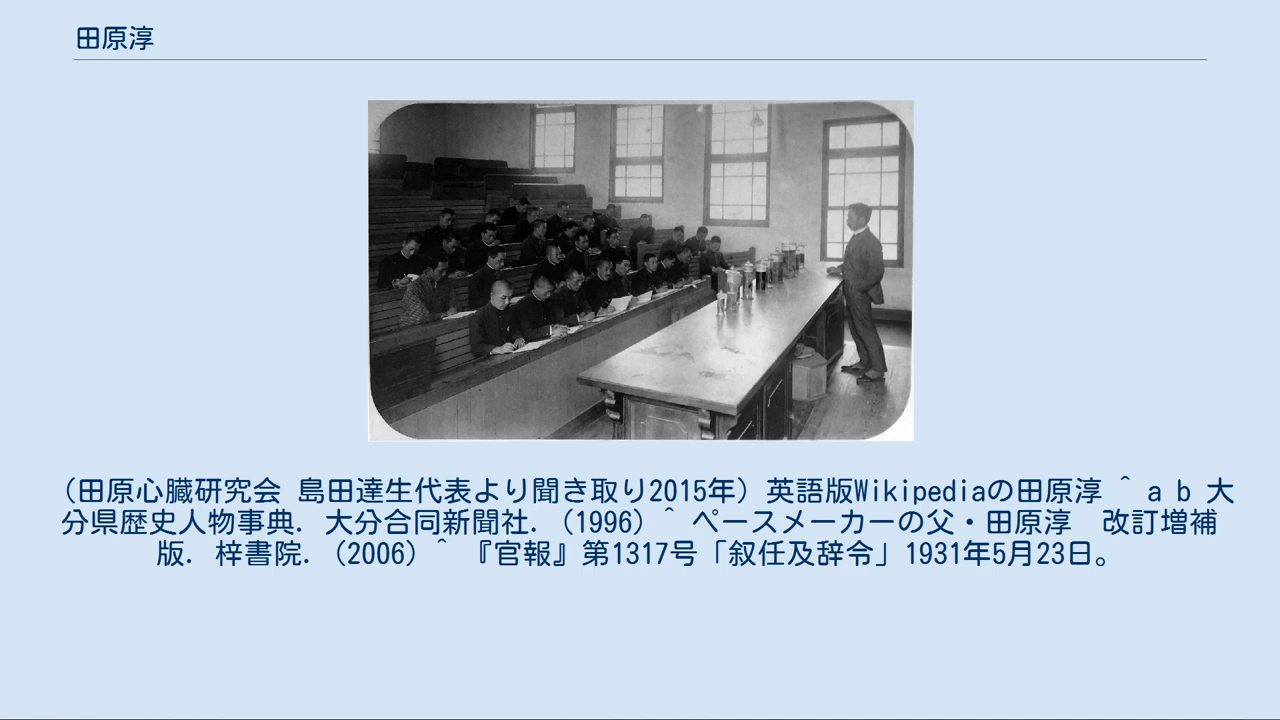 田原淳
（田原心臓研究会 島田達生代表より聞き取り2015年）英語版Wikipediaの田原淳 ^ a b 大
分県歴史人物事典. 大分合同新聞社. （1996）^ ペースメーカーの父・田原淳　改訂増補
版. 梓書院. （2006）^ 『官報』第1317号「叙任及辞令」1931年5月23日。